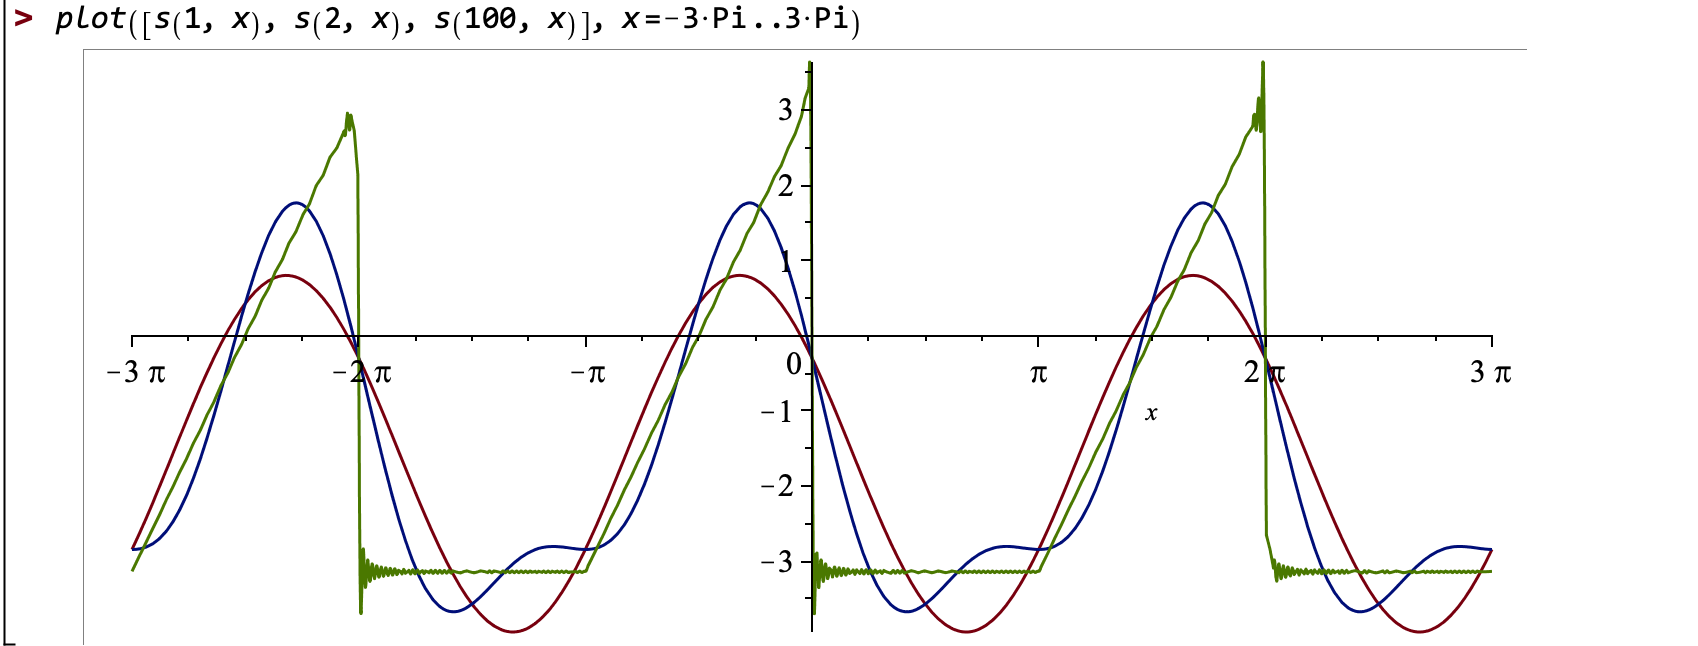 > plot([s(1, x), s(2, x), s(100, x)], x=−3·Pi..3·Pi)
3
2
1
−3 π −2 π −π 0 π 2 π 3 π
−1 x
−2
−3